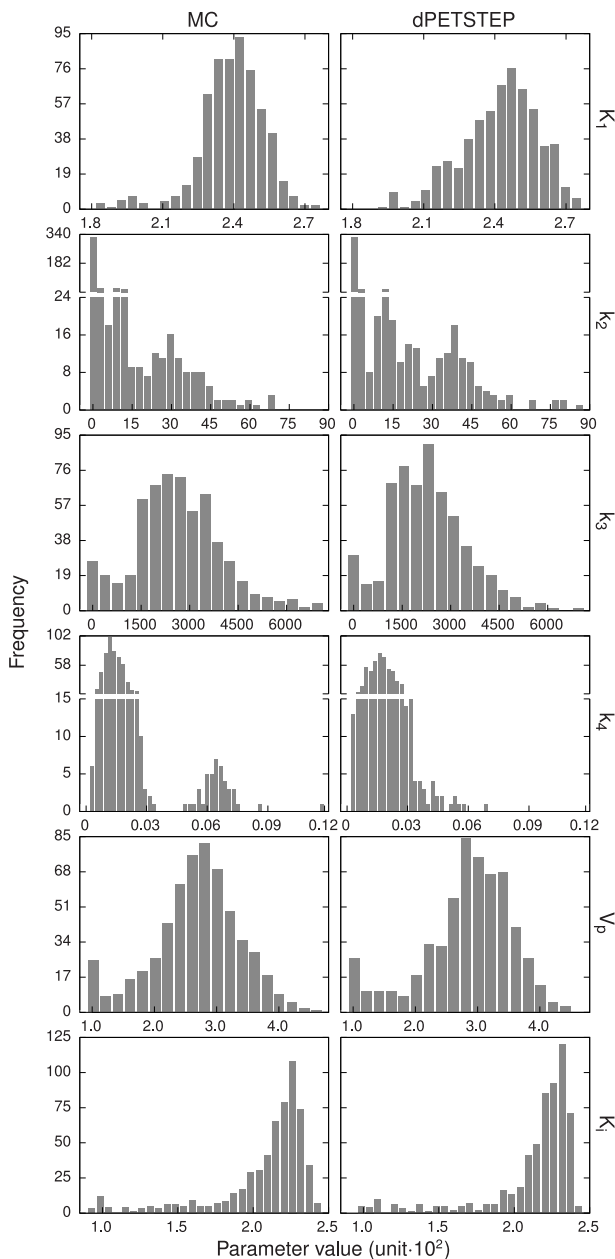 MC dPETSTEP
95
76
57
38
19
0
1.8 2.1 2.4 2.7 1.8 2.1 2.4 2.7
K1
340
182
24
16
8
0
0 15 30 45 60 75 90 0 15 30 45 60 75 90
k2
95
76
57
38
19
0
0 1500 3000 4500 6000 0 1500 3000 4500 6000
k3
Frequency
102
58
15
10
5
0
0 0.03 0.06 0.09 0.12 0 0.03 0.06 0.09 0.12
k4
85
68
51
34
17
0
1.0 2.0 3.0 4.0 1.0 2.0 3.0 4.0
Vp
125
100
75
50
25
0
1.0 1.5 2.0 2.5 1.0 1.5 2.0 2.5
Ki
Parameter value (unit·10²)